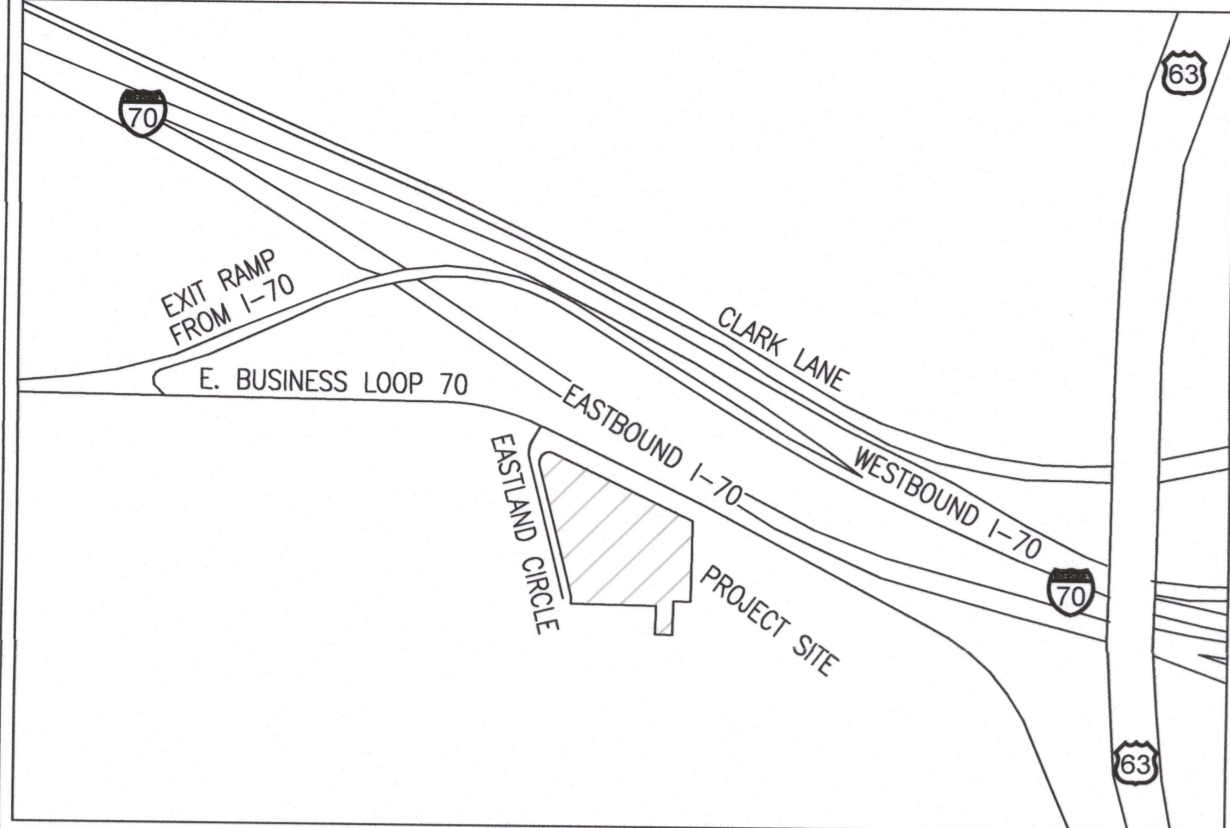 63
70
EXIT RAMP
FROM I-70
CLARK LANE
E. BUSINESS LOOP 70
EASTBOUND I-70
WESTBOUND I-70
EASTLAND CIRCLE
PROJECT SITE
70
63